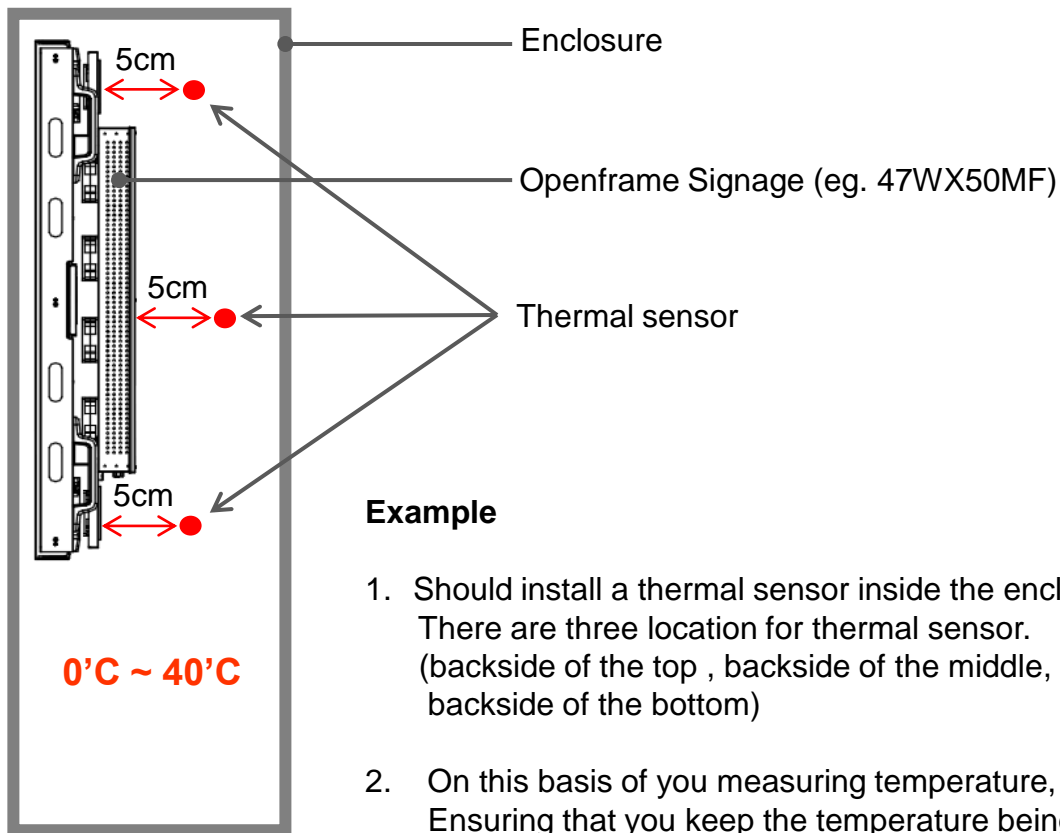 Enclosure
5cm
Openframe Signage (eg. 47WX50MF)
5cm
Thermal sensor
5cm
Example
1. Should install a thermal sensor inside the
There are three location for thermal sensor.
(backside of the top , backside of the middle,
backside of the bottom)
0’C ~ 40’C
2. On this basis of you measuring temperature,
Ensuring that you keep the temperature